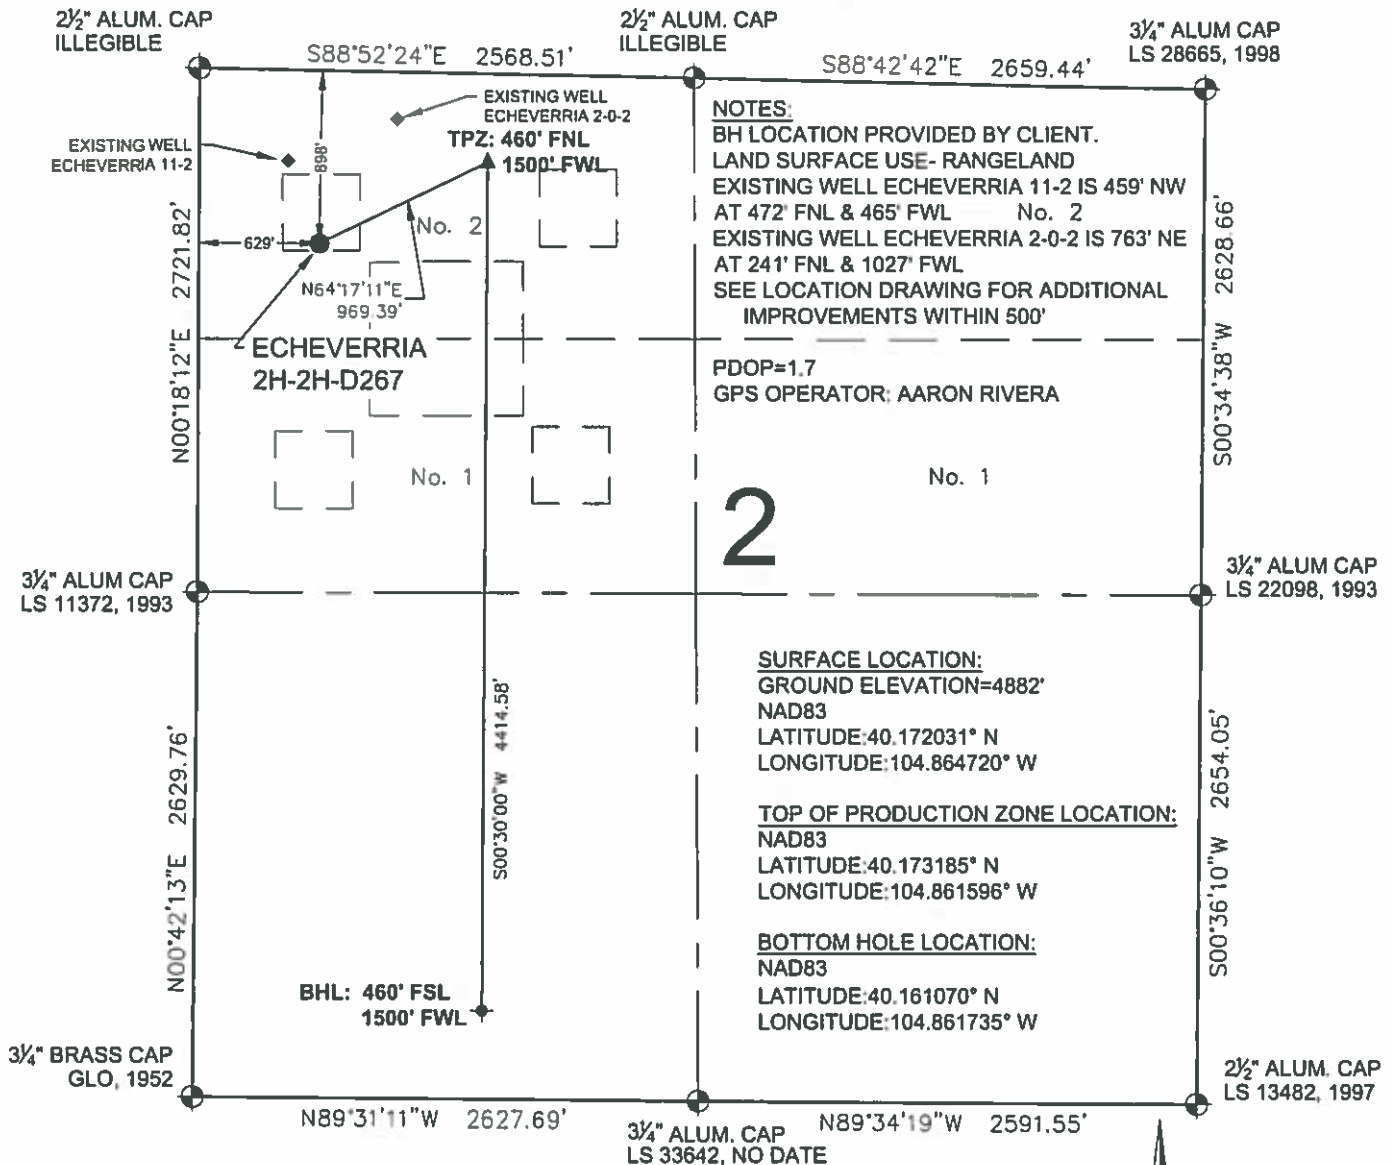 2½" ALUM. CAP
ILLEGIBLE
S88°52'24"E 2568.51'
2½" ALUM. CAP
ILLEGIBLE
S88°42'42"E 2659.44'
3¼" ALUM CAP
LS 28665, 1998
EXISTING WELL
ECHEVERRIA 2-0-2
EXISTING WELL
ECHEVERRIA 11-2
898'
TPZ: 460' FNL
1500' FWL
629'
No. 2
N64°17'11"E
969.39'
ECHEVERRIA
2H-2H-D267
NOTES:
BH LOCATION PROVIDED BY CLIENT.
LAND SURFACE USE- RANGELAND
EXISTING WELL ECHEVERRIA 11-2 IS 459' NW
AT 472' FNL & 465' FWL
No. 2
EXISTING WELL ECHEVERRIA 2-0-2 IS 763' NE
AT 241' FNL & 1027' FWL
SEE LOCATION DRAWING FOR ADDITIONAL
IMPROVEMENTS WITHIN 500'
PDOP=1.7
GPS OPERATOR: AARON RIVERA
N00°18'12"E 2721.82'
S00°34'38"W 2628.66'
No. 1
No. 1
2
3¼" ALUM CAP
LS 11372, 1993
3¼" ALUM CAP
LS 22098, 1993
SURFACE LOCATION:
GROUND ELEVATION=4882'
NAD83
LATITUDE:40.172031° N
LONGITUDE:104.864720° W
TOP OF PRODUCTION ZONE LOCATION:
NAD83
LATITUDE:40.173185° N
LONGITUDE:104.861596° W
BOTTOM HOLE LOCATION:
NAD83
LATITUDE:40.161070° N
LONGITUDE:104.861735° W
N00°42'13"E 2629.76'
S00°30'00"W 4414.58'
S00°36'10"W 2654.05'
BHL: 460' FSL
1500' FWL
3¼" BRASS CAP
GLO, 1952
N89°31'11"W 2627.69'
3¼" ALUM. CAP
LS 33642, NO DATE
N89°34'19"W 2591.55'
2½" ALUM. CAP
LS 13482, 1997